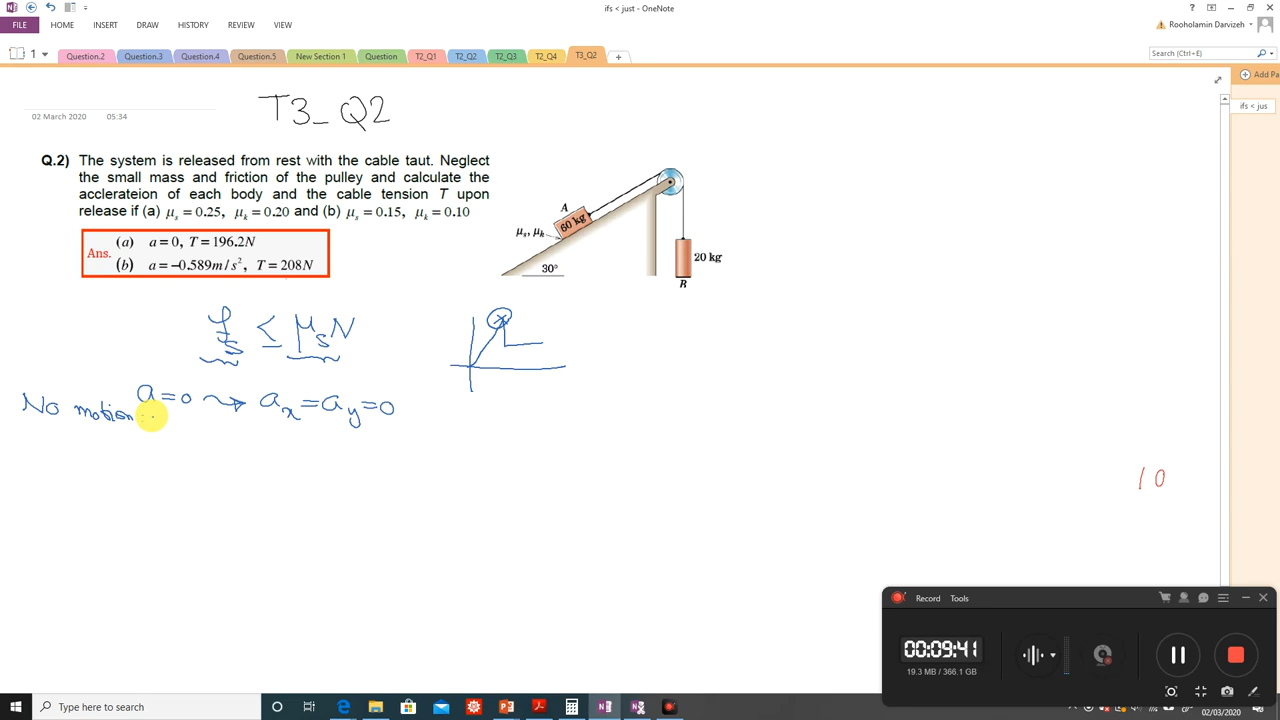 ifs < just - OneNote
FILE HOME INSERT DRAW HISTORY REVIEW VIEW
Rooholamin Darvizeh
1 Question.2 Question.3 Question.4 Question.5 New Section 1 Question T2_Q1 T2_Q2 T2_Q3 T2_Q4 T3_Q2 +
Search (Ctrl+E)
Add Pa
ifs < jus
T3_Q2
02 March 2020 05:34
Q.2) The system is released from rest with the cable taut. Neglect
the small mass and friction of the pulley and calculate the
acclerateion of each body and the cable tension T upon
release if (a) μs = 0.25, μk = 0.20 and (b) μs = 0.15, μk = 0.10
Ans.
(a) a = 0, T = 196.2N
(b) a = −0.589m/s², T = 208N
A
60 kg
μs, μk
30°
20 kg
B
fs ≤ μs N
No motion: a = 0 ⇝ ax = ay = 0
10
Record Tools
00:09:41
19.3 MB / 366.1 GB
Type here to search
ENG
05:44
02/03/2020